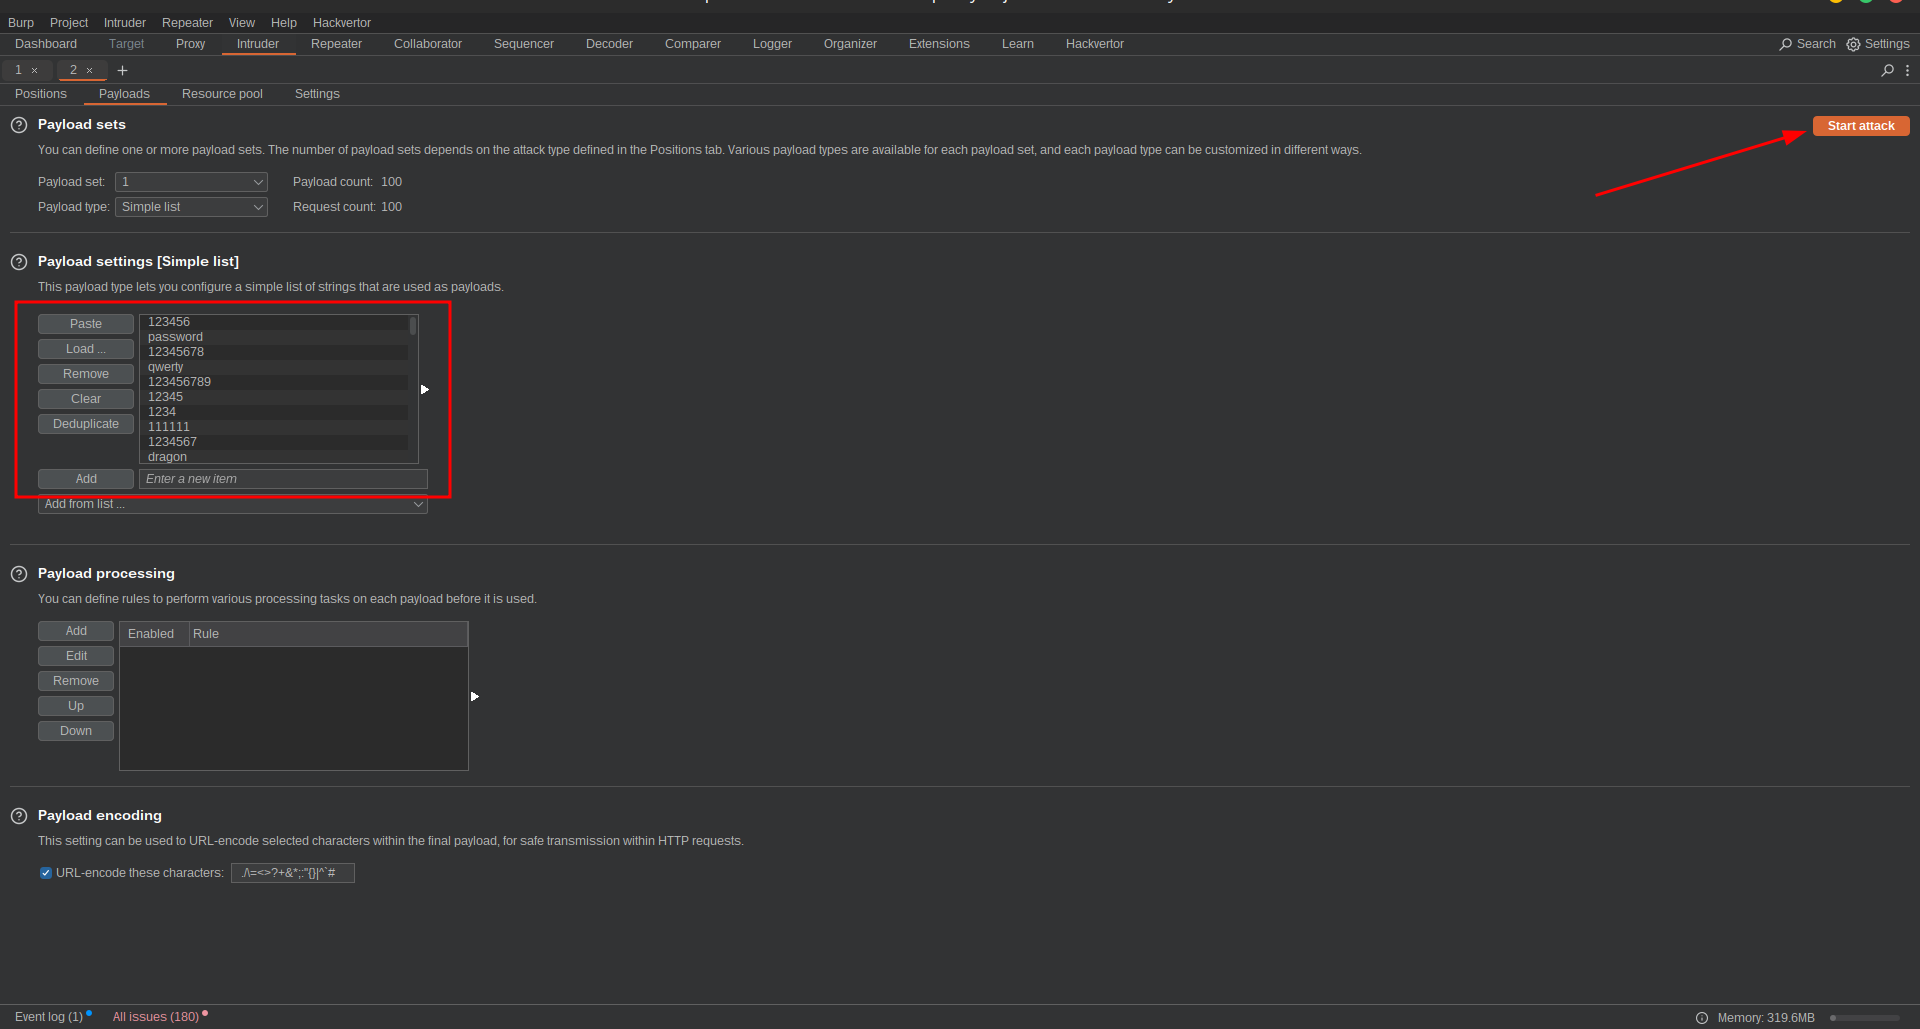 Burp Project Intruder Repeater View Help Hackvertor
Dashboard Target Proxy Intruder Repeater Collaborator Sequencer Decoder Comparer Logger Organizer Extensions Learn Hackvertor Search Settings
1 × 2 × +
Positions Payloads Resource pool Settings
Payload sets
Start attack
You can define one or more payload sets. The number of payload sets depends on the attack type defined in the Positions tab. Various payload types are available for each payload set, and each payload type can be customized in different ways.
Payload set: 1 Payload count: 100
Payload type: Simple list Request count: 100
Payload settings [Simple list]
This payload type lets you configure a simple list of strings that are used as payloads.
Paste
Load ...
Remove
Clear
Deduplicate
123456
password
12345678
qwerty
123456789
12345
1234
111111
1234567
dragon
Add Enter a new item
Add from list ...
Payload processing
You can define rules to perform various processing tasks on each payload before it is used.
Add
Edit
Remove
Up
Down
Enabled Rule
Payload encoding
This setting can be used to URL-encode selected characters within the final payload, for safe transmission within HTTP requests.
URL-encode these characters: ./\=<>?+&*;:"{}|^`#
Event log (1) All issues (180) Memory: 319.6MB